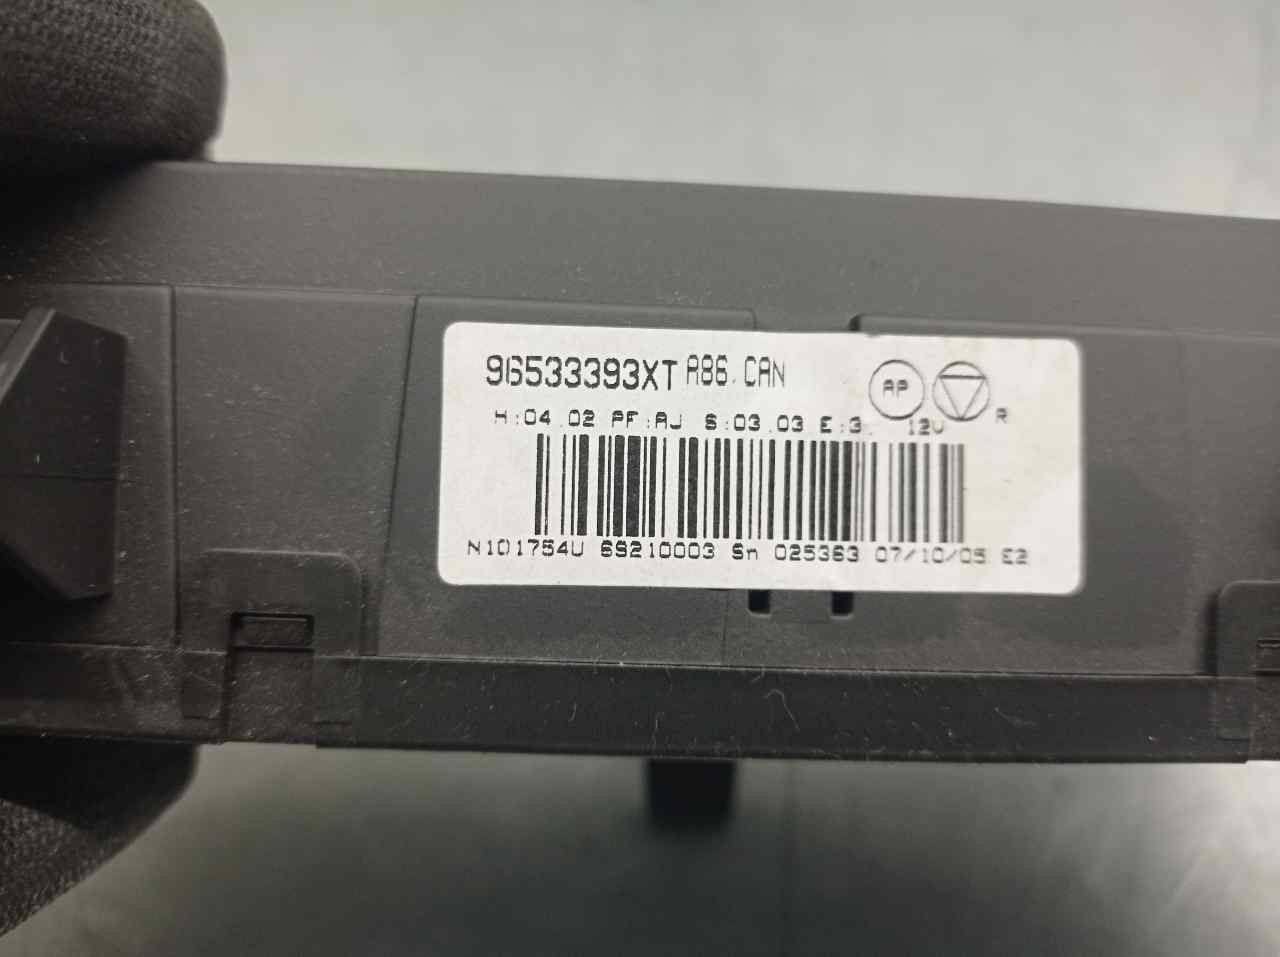 96533393XT A86.CAN AP
H:04.02 PF:AJ S:03.03 E:3. 12V R
N101754U 69210003 Sn 025363 07/10/05 E2